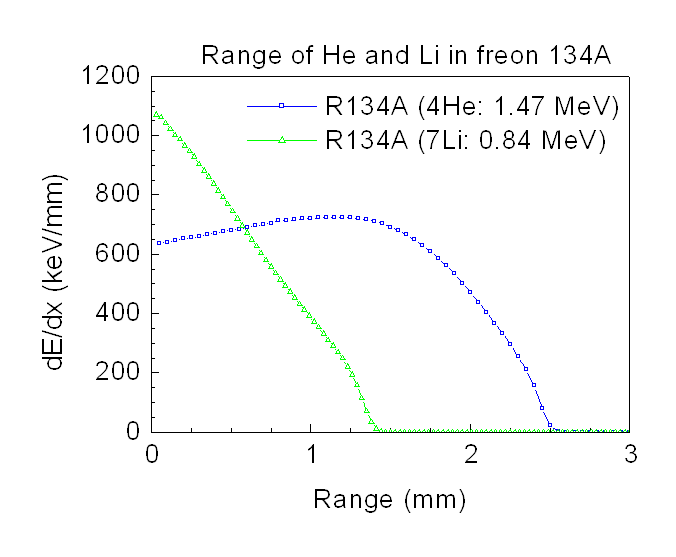 Range of He and Li in freon 134A
1200
R134A (4He: 1.47 MeV)
R134A (7Li: 0.84 MeV)
1000
800
600
400
200
0
dE/dx (keV/mm)
0 1 2 3
Range (mm)